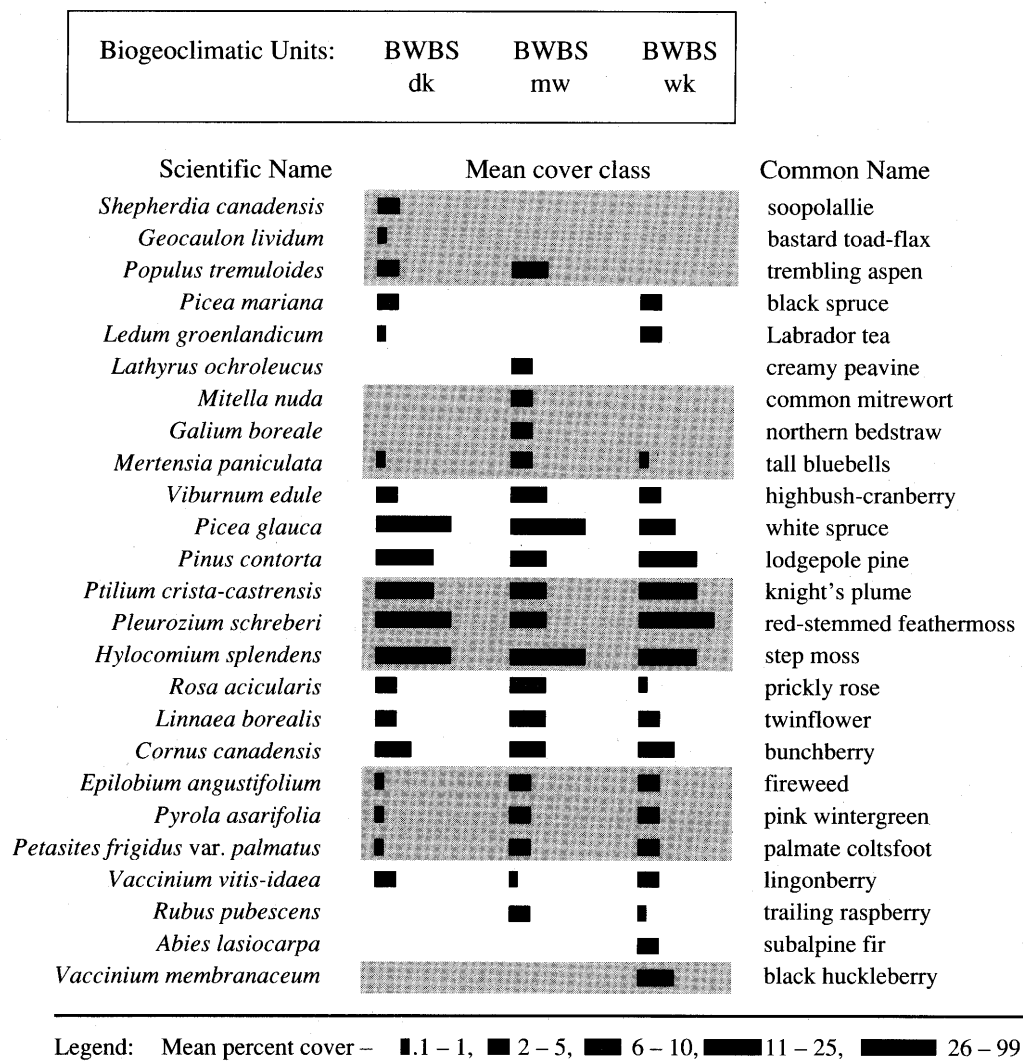 Biogeoclimatic Units: BWBS BWBS BWBS
dk mw wk
Scientific Name Mean cover class Common Name
Shepherdia canadensis soopolallie
Geocaulon lividum bastard toad-flax
Populus tremuloides trembling aspen
Picea mariana black spruce
Ledum groenlandicum Labrador tea
Lathyrus ochroleucus creamy peavine
Mitella nuda common mitrewort
Galium boreale northern bedstraw
Mertensia paniculata tall bluebells
Viburnum edule highbush-cranberry
Picea glauca white spruce
Pinus contorta lodgepole pine
Ptilium crista-castrensis knight's plume
Pleurozium schreberi red-stemmed feathermoss
Hylocomium splendens step moss
Rosa acicularis prickly rose
Linnaea borealis twinflower
Cornus canadensis bunchberry
Epilobium angustifolium fireweed
Pyrola asarifolia pink wintergreen
Petasites frigidus var. palmatus palmate coltsfoot
Vaccinium vitis-idaea lingonberry
Rubus pubescens trailing raspberry
Abies lasiocarpa subalpine fir
Vaccinium membranaceum black huckleberry
Legend: Mean percent cover – .1 – 1, 2 – 5, 6 – 10, 11 – 25, 26 – 99